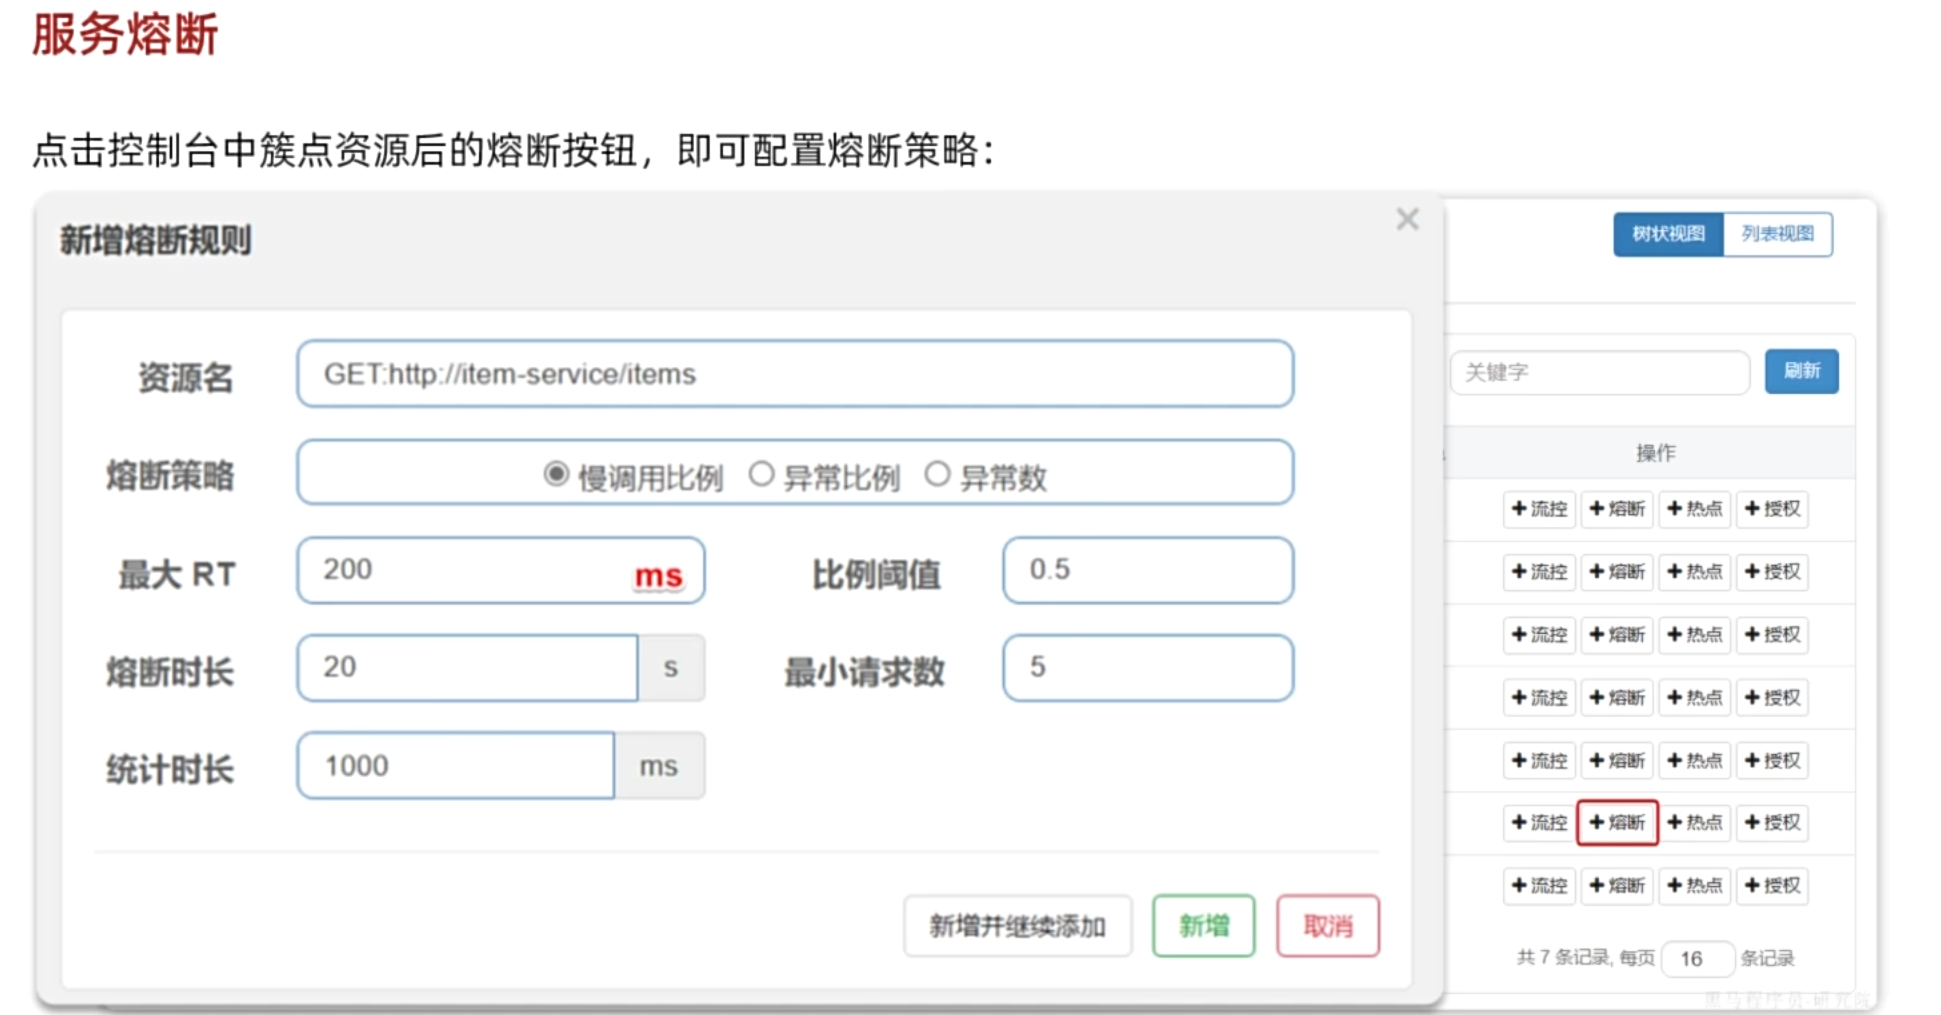 服务熔断
点击控制台中簇点资源后的熔断按钮，即可配置熔断策略：
新增熔断规则 ×
资源名 GET:http://item-service/items
熔断策略 慢调用比例 异常比例 异常数
最大 RT 200 ms 比例阈值 0.5
熔断时长 20 s 最小请求数 5
统计时长 1000 ms
新增并继续添加 新增 取消
树状视图 列表视图
关键字 刷新
操作
+流控 +熔断 +热点 +授权
+流控 +熔断 +热点 +授权
+流控 +熔断 +热点 +授权
+流控 +熔断 +热点 +授权
+流控 +熔断 +热点 +授权
+流控 +熔断 +热点 +授权
+流控 +熔断 +热点 +授权
共 7 条记录, 每页 16 条记录
黑马程序员-研究院